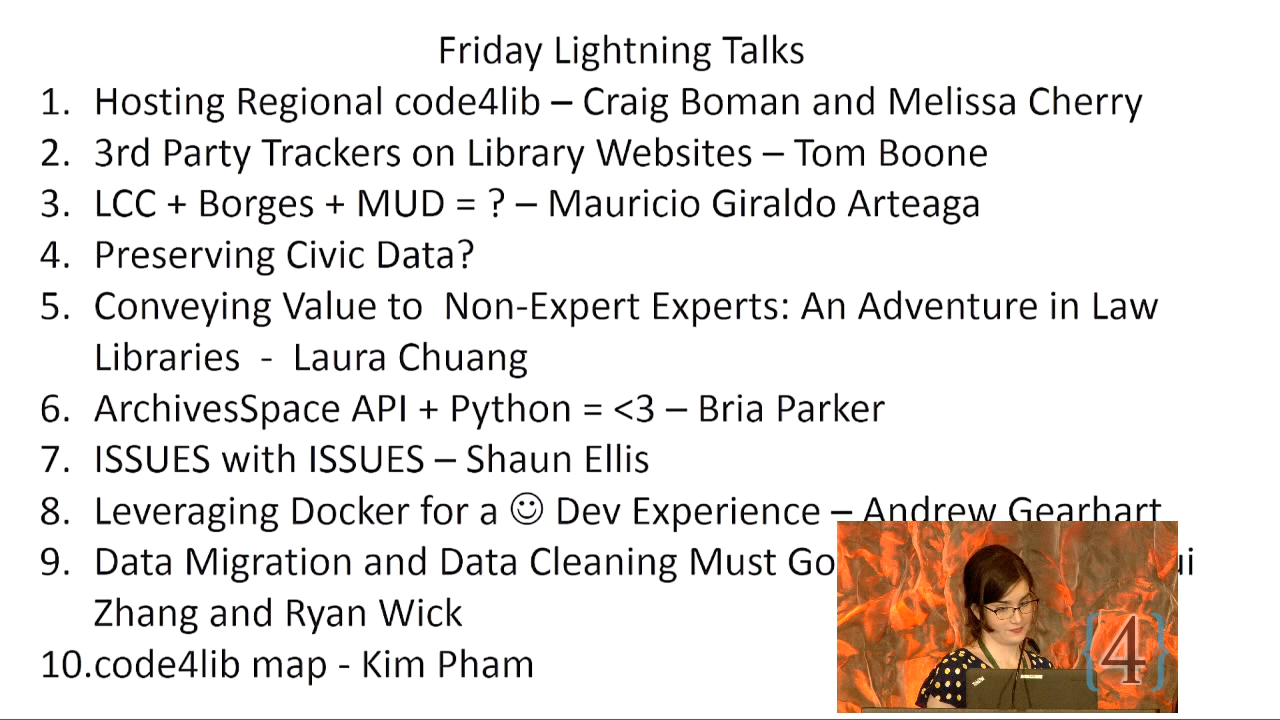 Friday Lightning Talks
1. Hosting Regional code4lib – Craig Boman and Melissa Cherry
2. 3rd Party Trackers on Library Websites – Tom Boone
3. LCC + Borges + MUD = ? – Mauricio Giraldo Arteaga
4. Preserving Civic Data?
5. Conveying Value to Non-Expert Experts: An Adventure in Law
Libraries - Laura Chuang
6. ArchivesSpace API + Python = <3 – Bria Parker
7. ISSUES with ISSUES – Shaun Ellis
8. Leveraging Docker for a ☺ Dev Experience – Andrew Gearhart
9. Data Migration and Data Cleaning Must Go
Zhang and Ryan Wick
10.code4lib map - Kim Pham
{4}